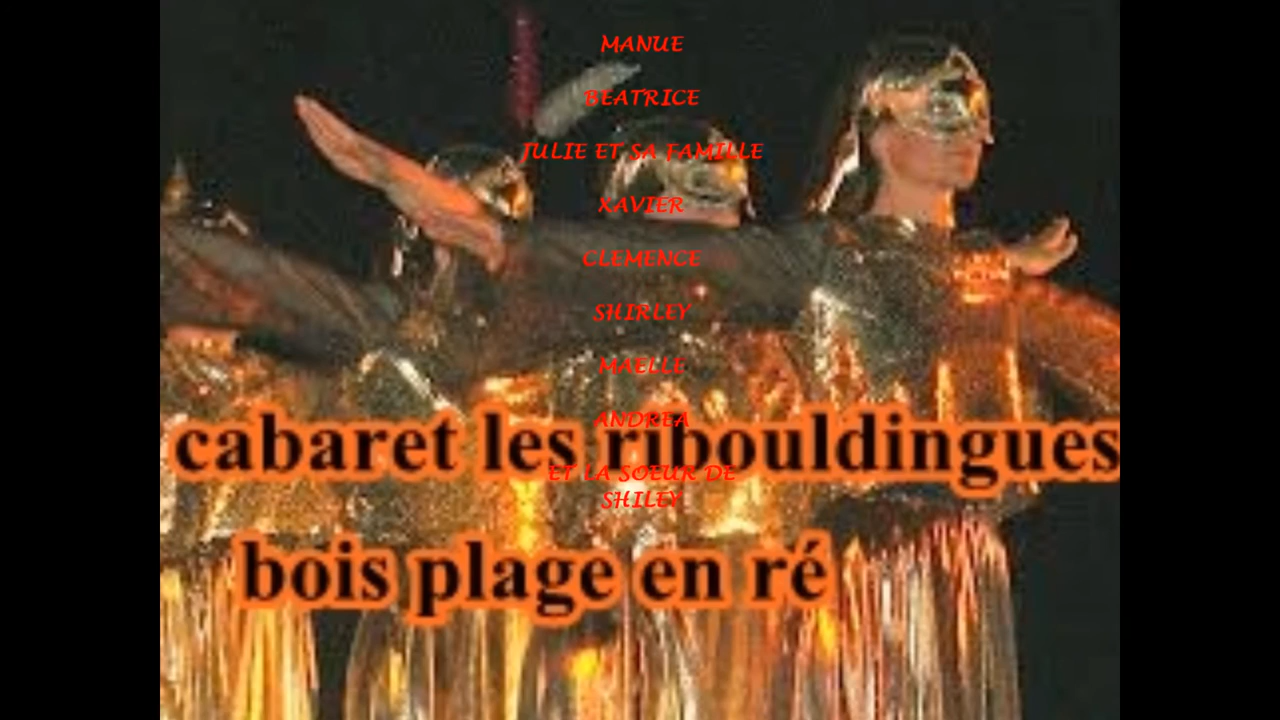 MANUE
BEATRICE
JULIE ET SA FAMILLE
XAVIER
CLEMENCE
SHIRLEY
MAELLE
ANDREA
cabaret les ribouldingues
ET LA SOEUR DE
SHILEY
bois plage en ré